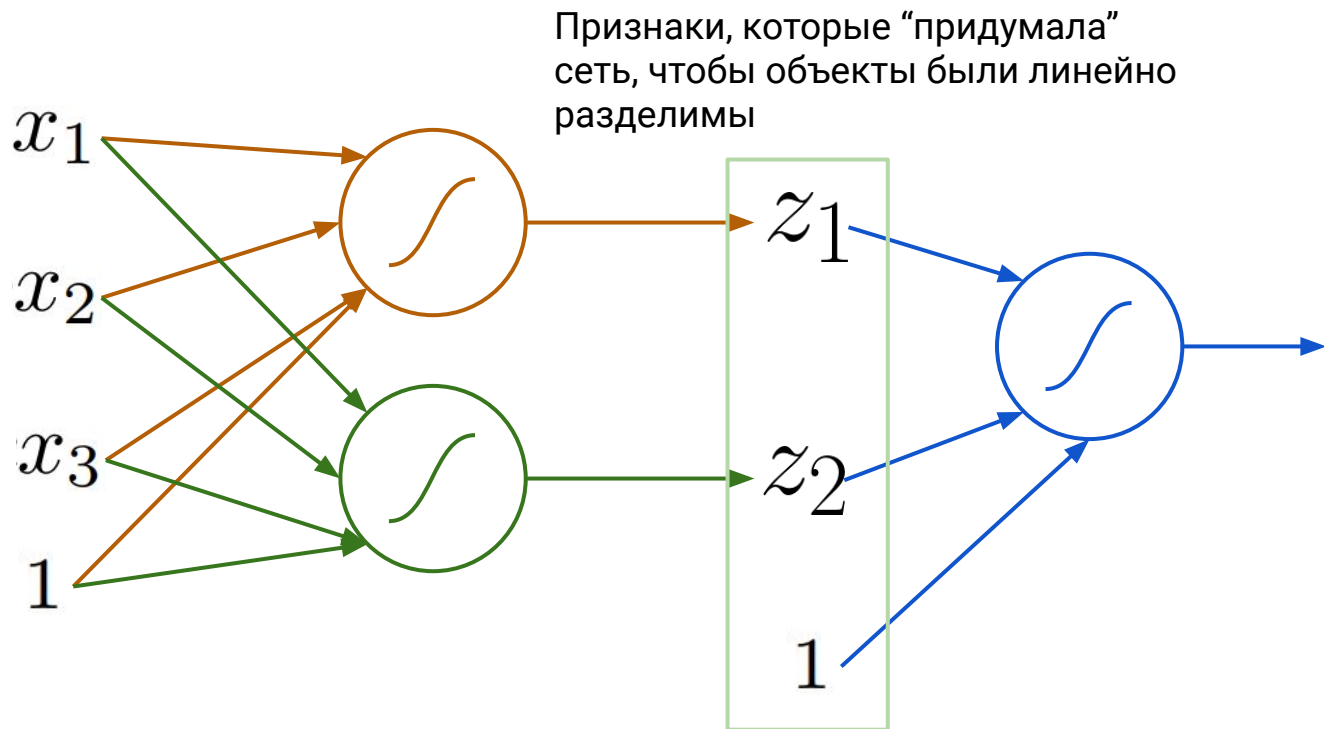 Признаки, которые “придумала”
сеть, чтобы объекты были линейно
разделимы
x1
x2
x3
1
z1
z2
1